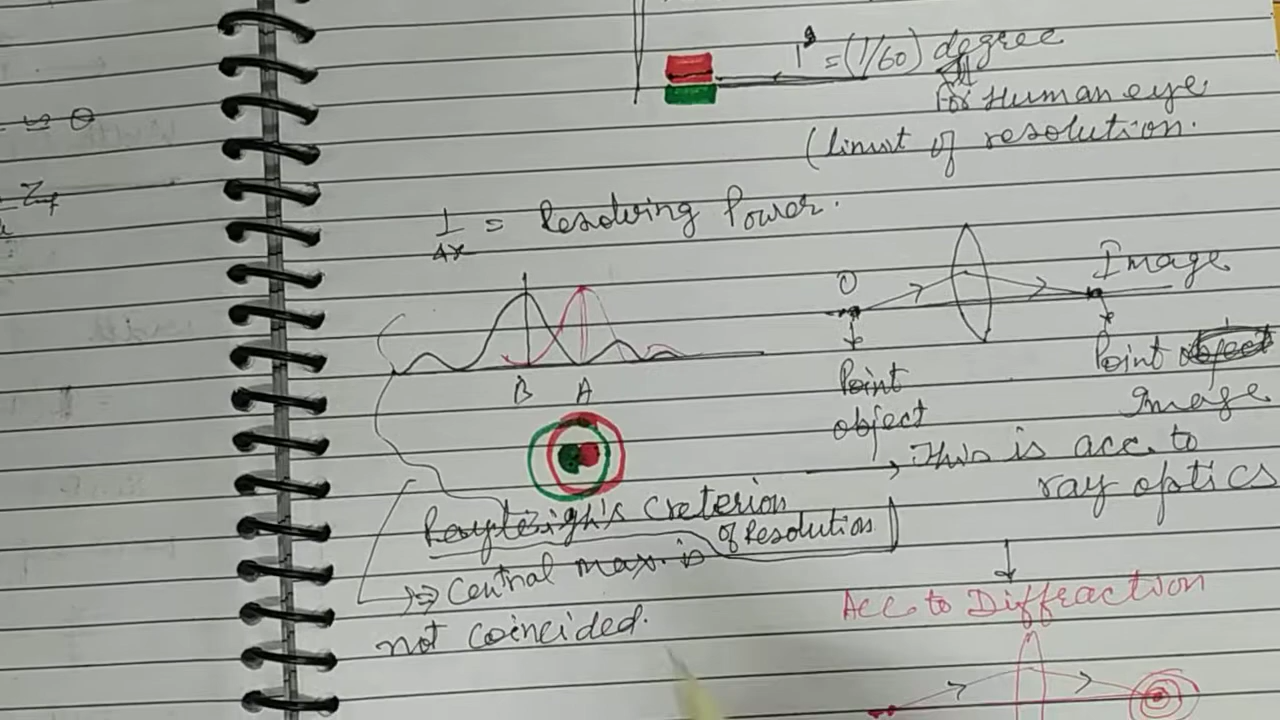 ≈ θ
1' = (1/60) degree
for Human eye
(limit of resolution.
1/Δx = Resolving Power.
O
Image
B A
Point
object
Point
Image
This is acc. to
ray optics
Rayleigh's Creterion
of Resolution
⇒ Central max. is
not coincided.
Acc. to Diffraction